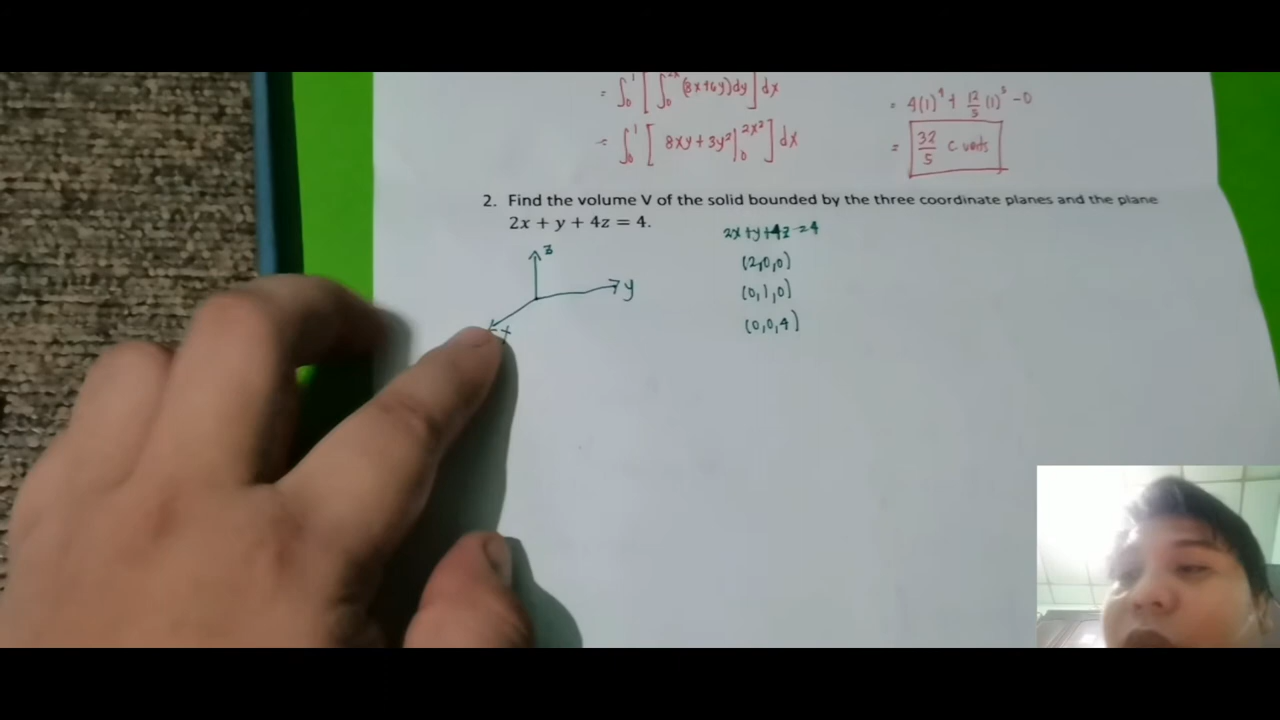 = ∫₀¹ [ ∫₀^2x (8x+6y)dy ] dx
= ∫₀¹ [ 8xy + 3y² |₀^2x² ] dx
= 4(1)⁴ + 12/5 (1)⁵ - 0
= 32/5 c. units
2. Find the volume V of the solid bounded by the three coordinate planes and the plane
2x + y + 4z = 4.
z
y
x
2x+y+4z=4
(2,0,0)
(0,1,0)
(0,0,4)